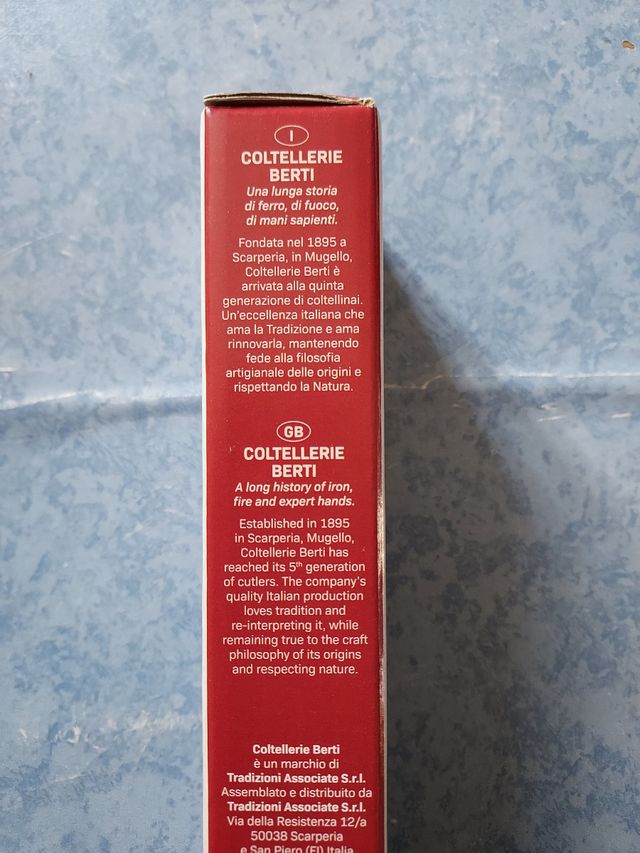 I
COLTELLERIE
BERTI
Una lunga storia
di ferro, di fuoco,
di mani sapienti.
Fondata nel 1895 a
Scarperia, in Mugello,
Coltellerie Berti è
arrivata alla quinta
generazione di coltellinai.
Un'eccellenza italiana che
ama la Tradizione e ama
rinnovarla, mantenendo
fede alla filosofia
artigianale delle origini e
rispettando la Natura.
GB
COLTELLERIE
BERTI
A long history of iron,
fire and expert hands.
Established in 1895
in Scarperia, Mugello,
Coltellerie Berti has
reached its 5th generation
of cutlers. The company's
quality Italian production
loves tradition and
re-interpreting it, while
remaining true to the craft
philosophy of its origins
and respecting nature.
Coltellerie Berti
è un marchio di
Tradizioni Associate S.r.l.
Assemblato e distribuito da
Tradizioni Associate S.r.l.
Via della Resistenza 12/a
50038 Scarperia
e San Piero (FI) Italia